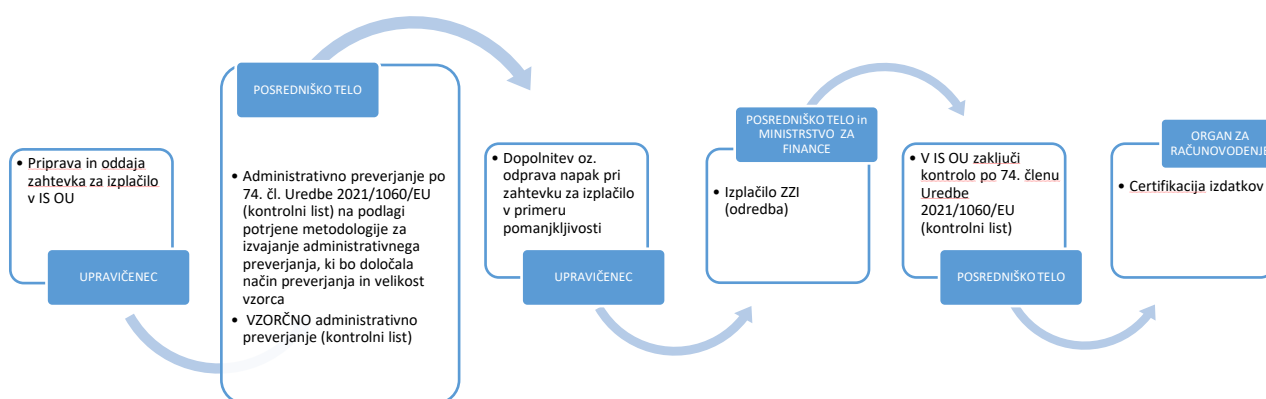 • Priprava in oddaja
zahtevka za izplačilo
v IS OU
UPRAVIČENEC
POSREDNIŠKO TELO
• Administrativno preverjanje po
74. čl. Uredbe 2021/1060/EU
(kontrolni list) na podlagi
potrjene metodologije za
izvajanje administrativnega
preverjanja, ki bo določala
način preverjanja in velikost
vzorca
• VZORČNO administrativno
preverjanje (kontrolni list)
• Dopolnitev oz.
odprava napak pri
zahtevku za izplačilo
v primeru
pomanjkljivosti
UPRAVIČENEC
POSREDNIŠKO TELO in
MINISTRSTVO ZA
FINANCE
• Izplačilo ZZI
(odredba)
• V IS OU zaključi
kontrolo po 74. členu
Uredbe
2021/1060/EU
(kontrolni list)
POSREDNIŠKO TELO
ORGAN ZA
RAČUNOVODENJE
• Certifikacija izdatkov